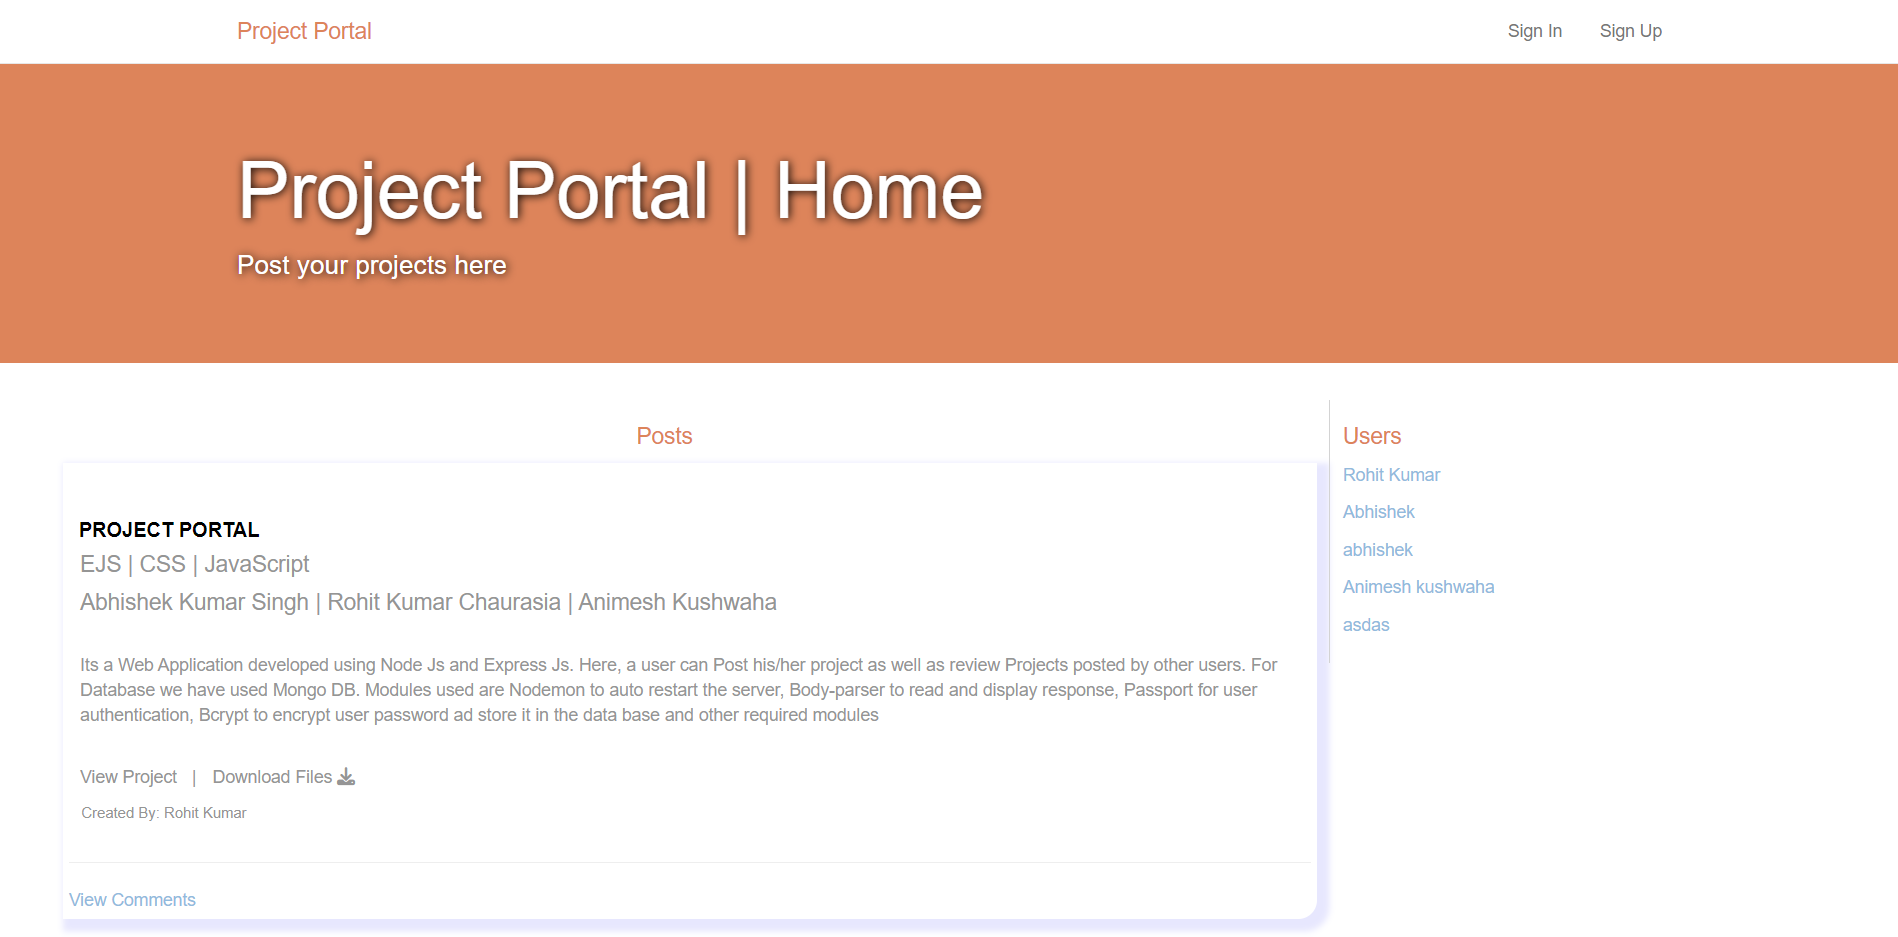 Project Portal
Sign In
Sign Up
Project Portal | Home
Post your projects here
Posts
PROJECT PORTAL
EJS | CSS | JavaScript
Abhishek Kumar Singh | Rohit Kumar Chaurasia | Animesh Kushwaha
Its a Web Application developed using Node Js and Express Js. Here, a user can Post his/her project as well as review Projects posted by other users. For
Database we have used Mongo DB. Modules used are Nodemon to auto restart the server, Body-parser to read and display response, Passport for user
authentication, Bcrypt to encrypt user password ad store it in the data base and other required modules
View Project | Download Files
Created By: Rohit Kumar
View Comments
Users
Rohit Kumar
Abhishek
abhishek
Animesh kushwaha
asdas